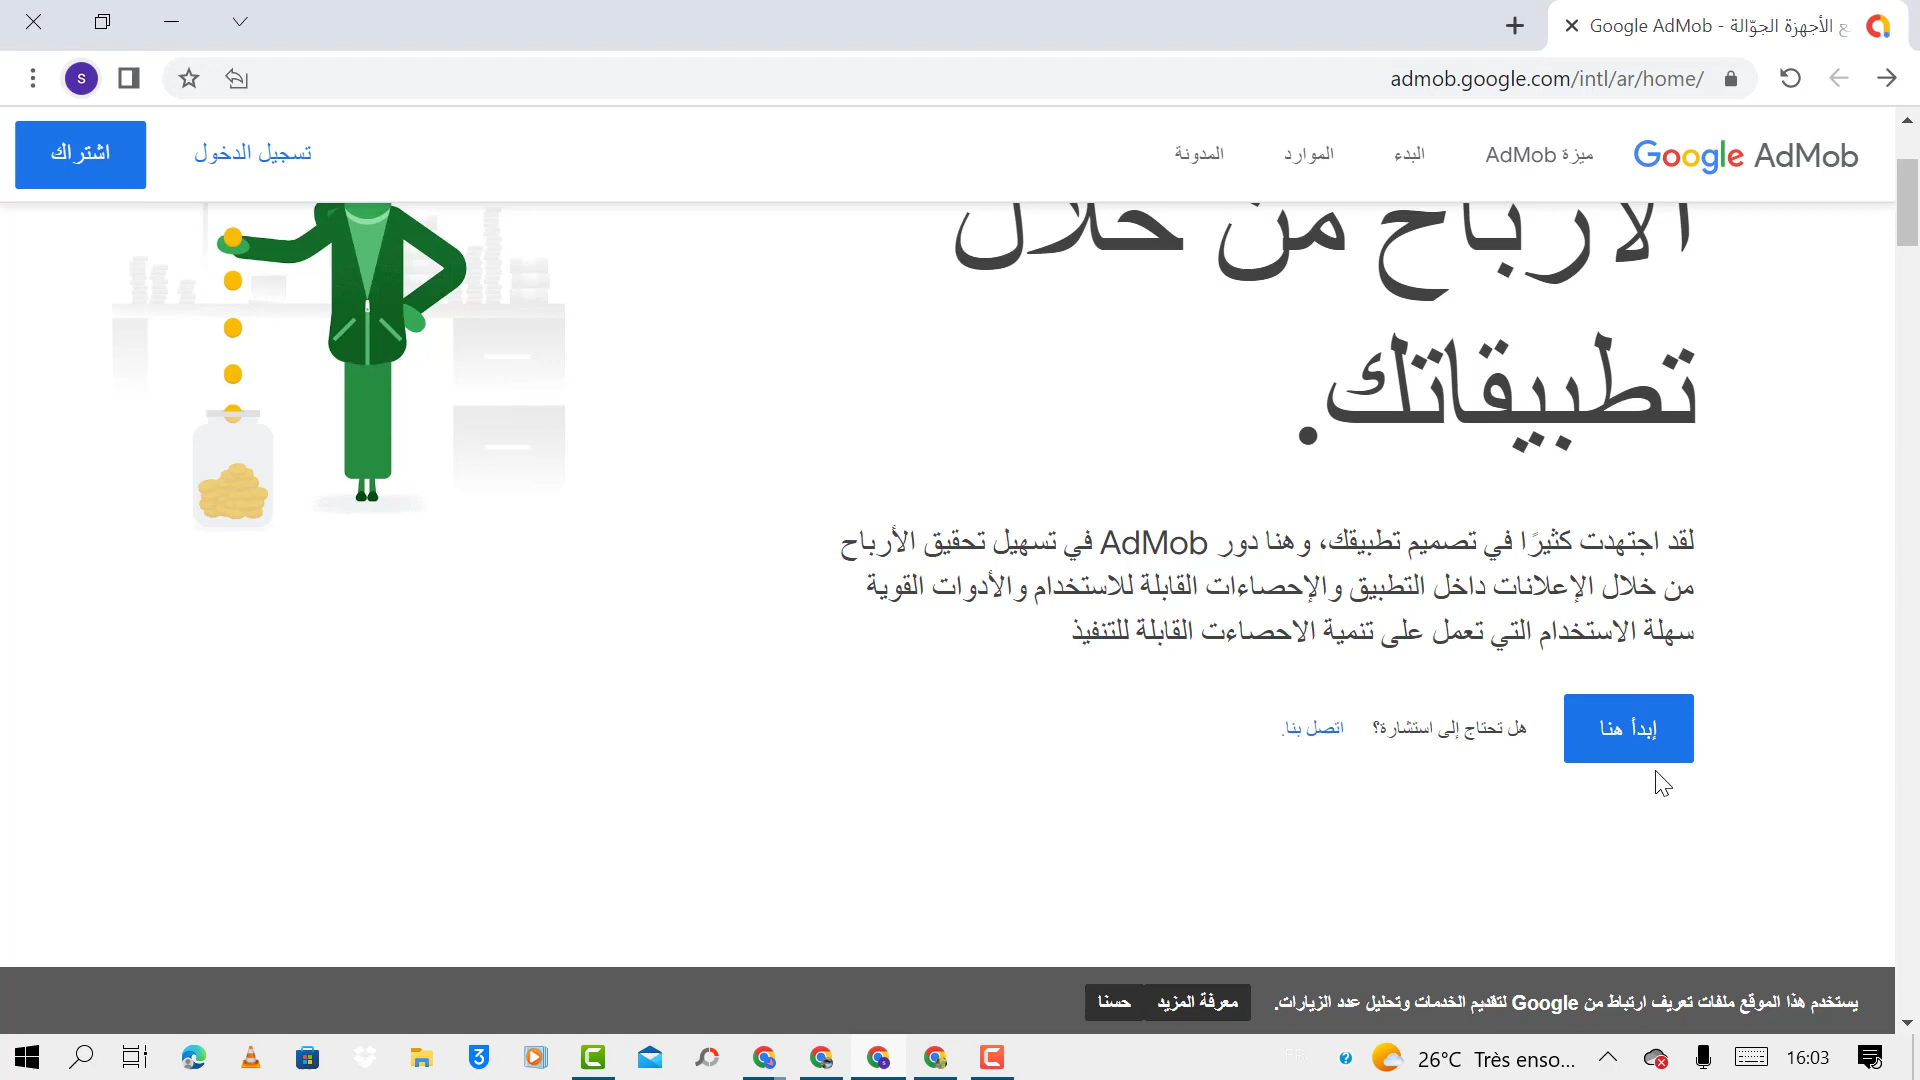 ع الأجهزة الجوّالة - Google AdMob
admob.google.com/intl/ar/home/
S
Google AdMob
ميزة AdMob
البدء
الموارد
المدونة
تسجيل الدخول
اشتراك
الأرباح من خلال
تطبيقاتك.
لقد اجتهدت كثيرًا في تصميم تطبيقك، وهنا دور AdMob في تسهيل تحقيق الأرباح
من خلال الإعلانات داخل التطبيق والإحصاءات القابلة للاستخدام والأدوات القوية
سهلة الاستخدام التي تعمل على تنمية الاحصاءت القابلة للتنفيذ
إبدأ هنا
هل تحتاج إلى استشارة؟ اتصل بنا.
يستخدم هذا الموقع ملفات تعريف ارتباط من Google لتقديم الخدمات وتحليل عدد الزيارات.
معرفة المزيد
حسنا
26°C Très enso...
16:03